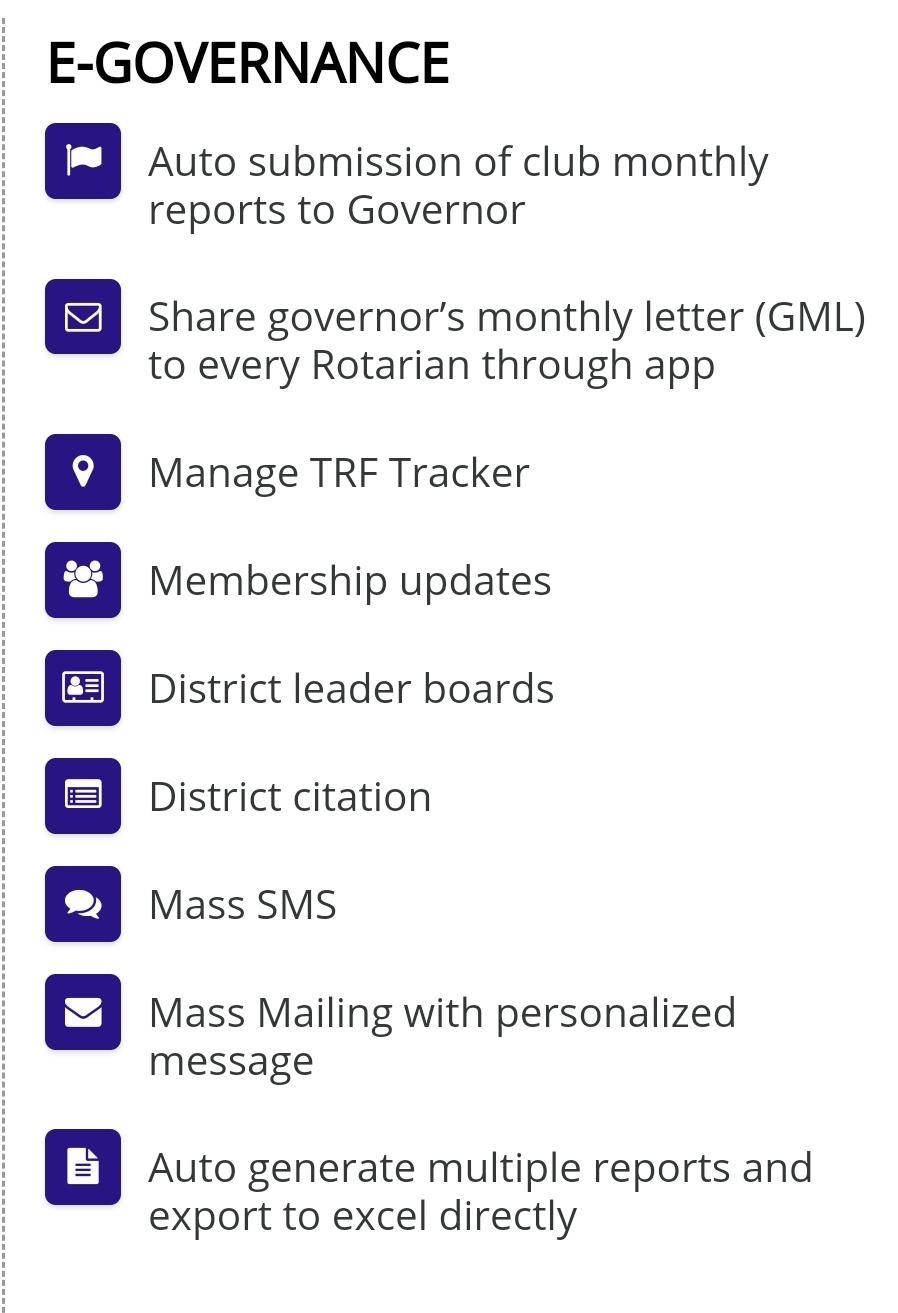 E-GOVERNANCE
Auto submission of club monthly
reports to Governor
Share governor’s monthly letter (GML)
to every Rotarian through app
Manage TRF Tracker
Membership updates
District leader boards
District citation
Mass SMS
Mass Mailing with personalized
message
Auto generate multiple reports and
export to excel directly